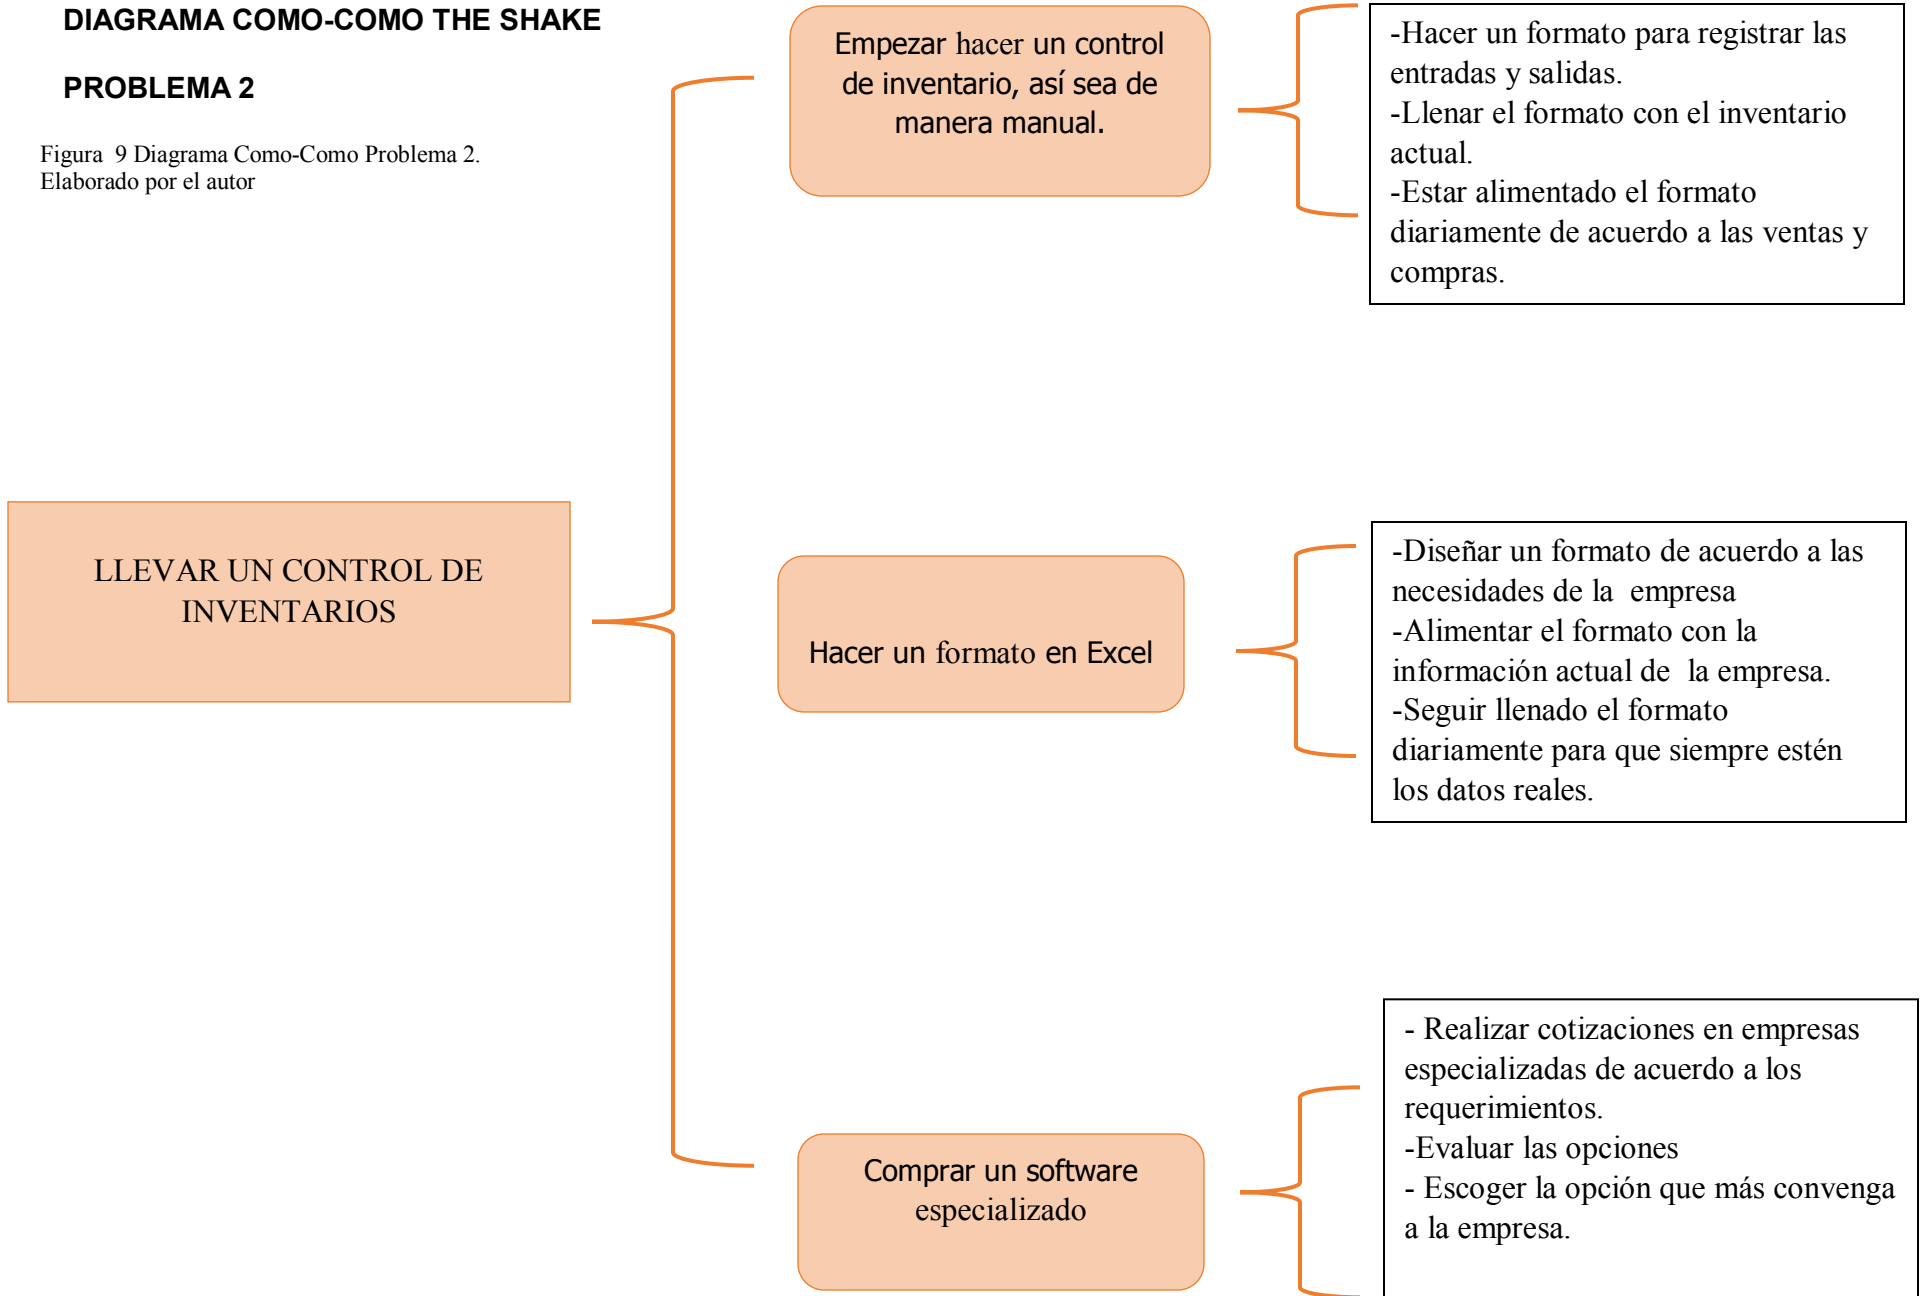 DIAGRAMA COMO-COMO THE SHAKE
PROBLEMA 2
Figura  9 Diagrama Como-Como Problema 2.
Elaborado por el autor
LLEVAR UN CONTROL DE
INVENTARIOS
Empezar hacer un control
de inventario, así sea de
manera manual.
-Hacer un formato para registrar las
entradas y salidas.
-Llenar el formato con el inventario
actual.
-Estar alimentado el formato
diariamente de acuerdo a las ventas y
compras.
Hacer un formato en Excel
-Diseñar un formato de acuerdo a las
necesidades de la  empresa
-Alimentar el formato con la
información actual de  la empresa.
-Seguir llenado el formato
diariamente para que siempre estén
los datos reales.
Comprar un software
especializado
- Realizar cotizaciones en empresas
especializadas de acuerdo a los
requerimientos.
-Evaluar las opciones
- Escoger la opción que más convenga
a la empresa.